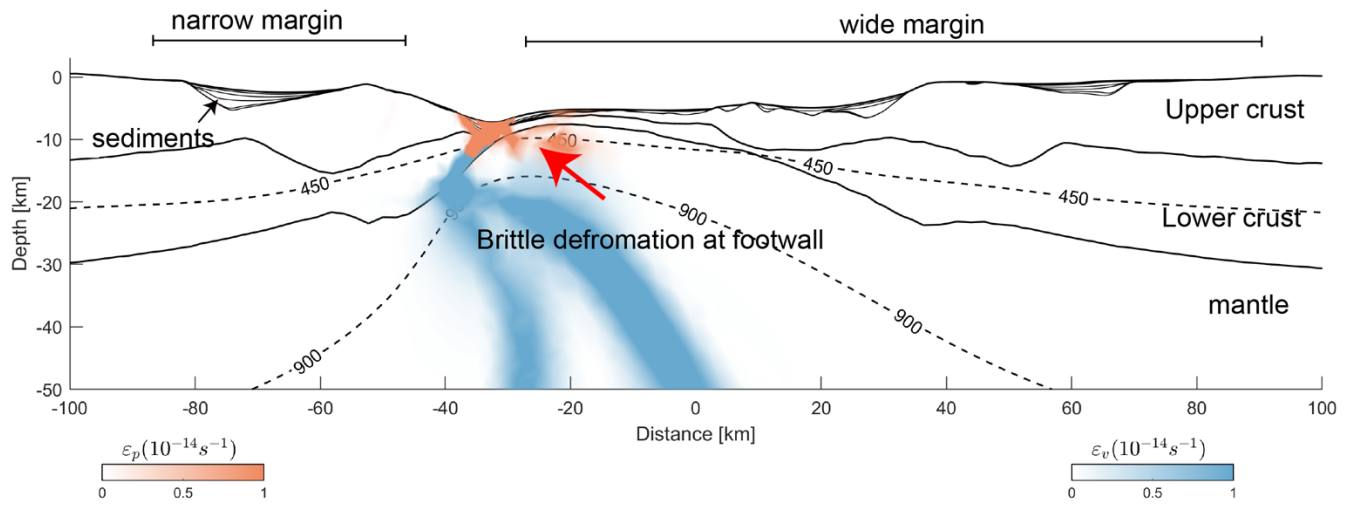 narrow margin
wide margin
0
-10
-20
-30
-40
-50
Depth [km]
sediments
Upper crust
450
450
450
450
900
900
900
Lower crust
Brittle defromation at footwall
mantle
-100
-80
-60
-40
-20
0
20
40
60
80
100
Distance [km]
εp(10⁻¹⁴s⁻¹)
0
0.5
1
εv(10⁻¹⁴s⁻¹)
0
0.5
1